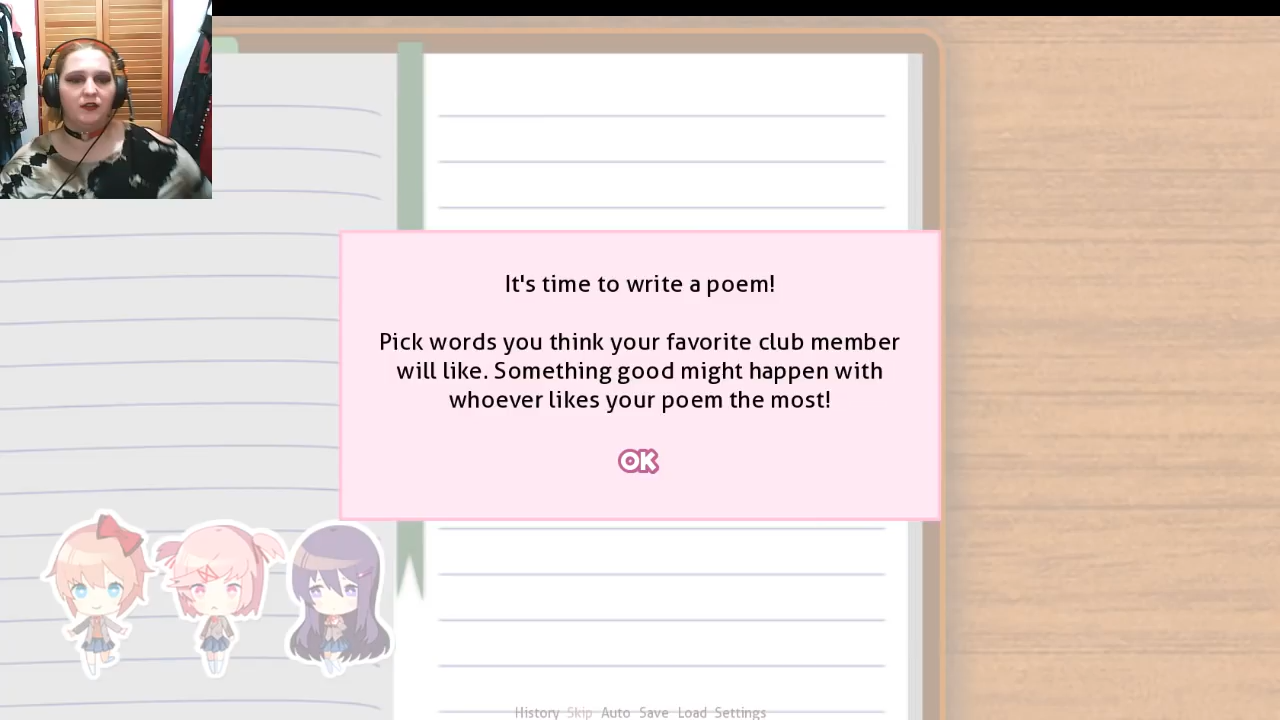 It's time to write a poem!
Pick words you think your favorite club member
will like. Something good might happen with
whoever likes your poem the most!
OK
History Skip Auto Save Load Settings